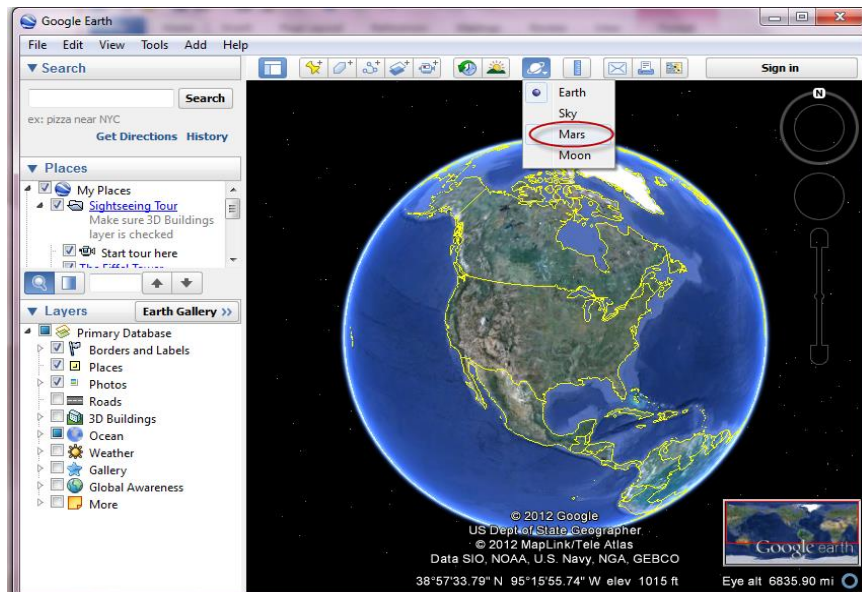 Google Earth
File Edit View Tools Add Help
Search
Search
ex: pizza near NYC
Get Directions History
Places
My Places
Sightseeing Tour
Make sure 3D Buildings
layer is checked
Start tour here
The Eiffel Tower
Layers
Earth Gallery >>
Primary Database
Borders and Labels
Places
Photos
Roads
3D Buildings
Ocean
Weather
Gallery
Global Awareness
More
Sign in
Earth
Sky
Mars
Moon
N
© 2012 Google
US Dept of State Geographer
© 2012 MapLink/Tele Atlas
Data SIO, NOAA, U.S. Navy, NGA, GEBCO
Google earth
38°57'33.79" N 95°15'55.74" W elev 1015 ft
Eye alt 6835.90 mi